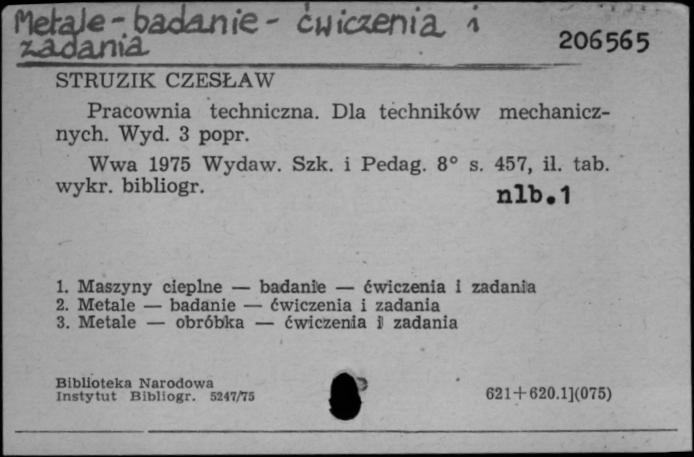 Metale - badanie - ćwiczenia i
zadania
206565
STRUZIK CZESŁAW
Pracownia techniczna. Dla techników mechanicz-
nych. Wyd. 3 popr.
Wwa 1975 Wydaw. Szk. i Pedag. 8° s. 457, il. tab.
wykr. bibliogr.
nlb.1
1. Maszyny cieplne — badanie — ćwiczenia i zadania
2. Metale — badanie — ćwiczenia i zadania
3. Metale — obróbka — ćwiczenia i zadania
Biblioteka Narodowa
Instytut Bibliogr. 5247/75
621+620.1](075)